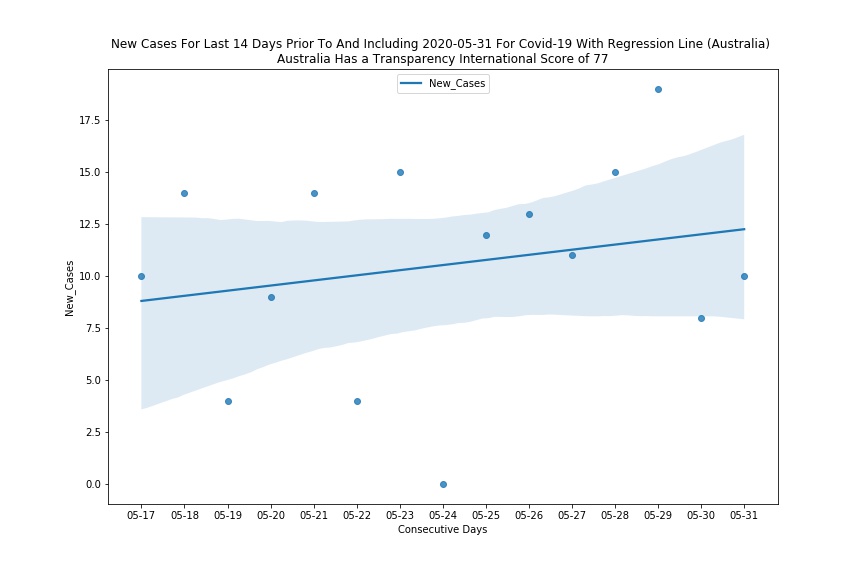 New Cases For Last 14 Days Prior To And Including 2020-05-31 For Covid-19 With Regression Line (Australia)
Australia Has a Transparency International Score of 77
New_Cases
17.5
15.0
12.5
10.0
7.5
5.0
2.5
0.0
New_Cases
05-17 05-18 05-19 05-20 05-21 05-22 05-23 05-24 05-25 05-26 05-27 05-28 05-29 05-30 05-31
Consecutive Days